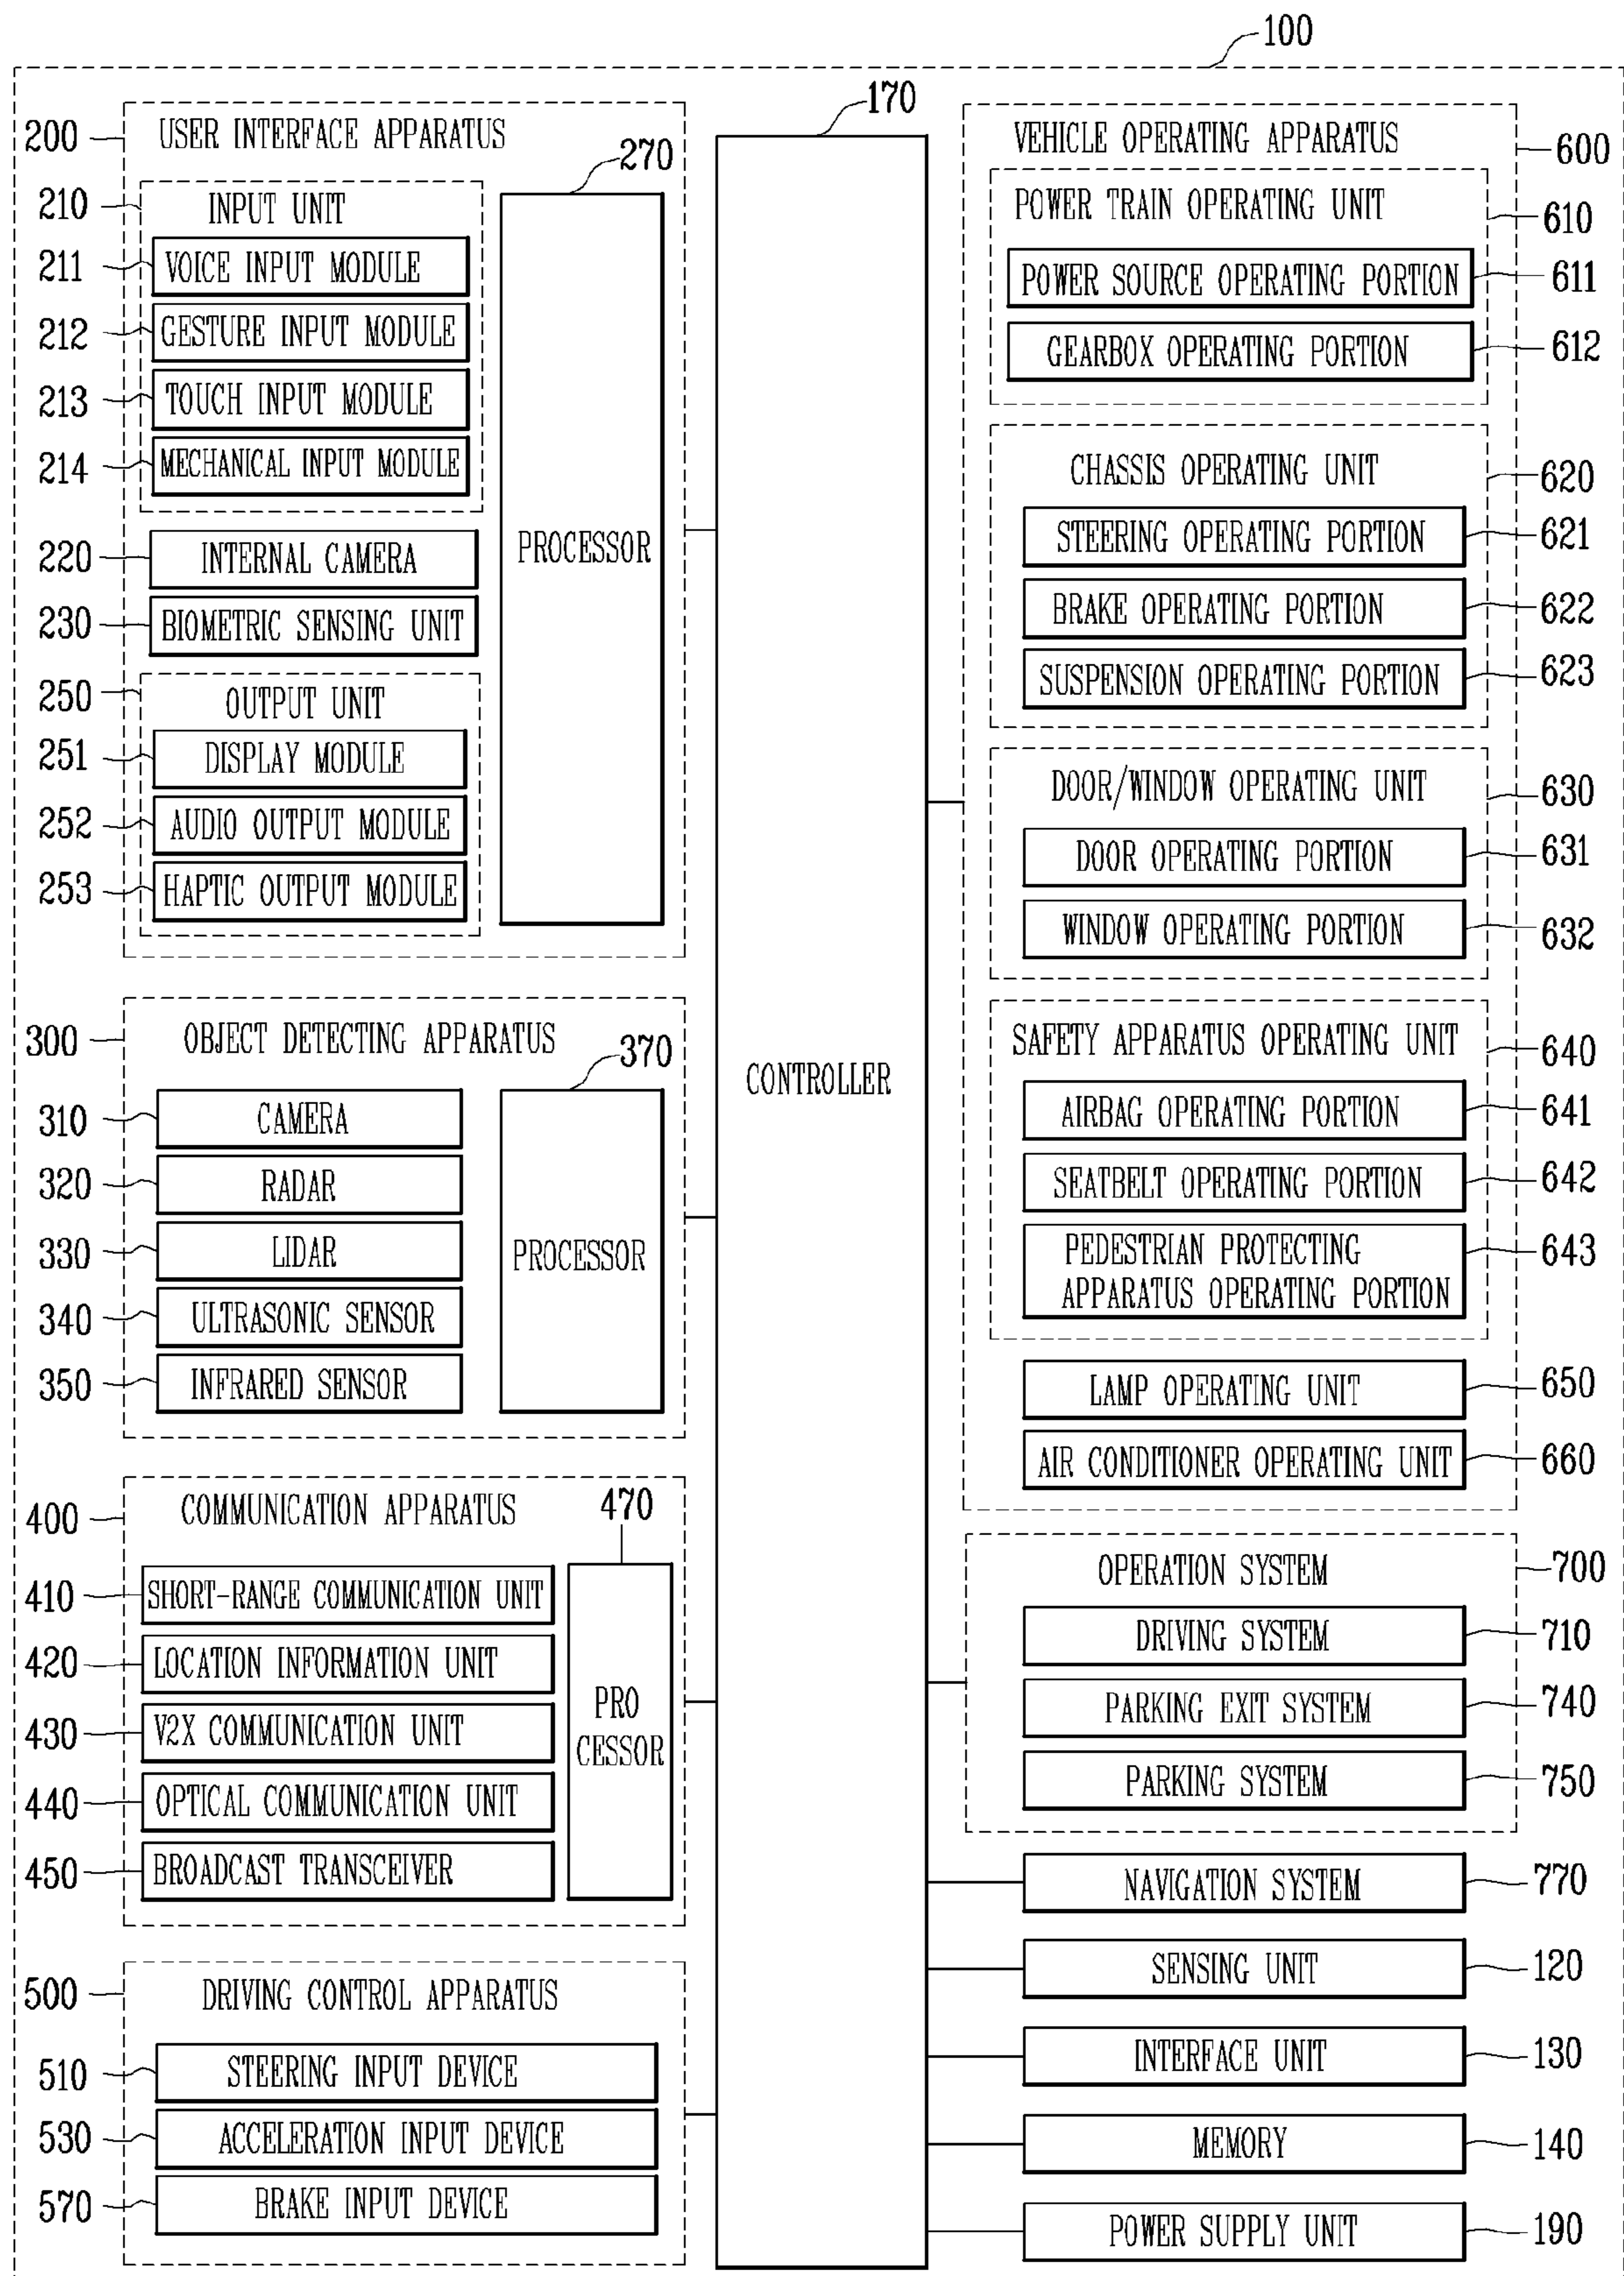 100
200
USER INTERFACE APPARATUS
270
210
INPUT UNIT
211
VOICE INPUT MODULE
212
GESTURE INPUT MODULE
213
TOUCH INPUT MODULE
214
MECHANICAL INPUT MODULE
PROCESSOR
220
INTERNAL CAMERA
230
BIOMETRIC SENSING UNIT
250
OUTPUT UNIT
251
DISPLAY MODULE
252
AUDIO OUTPUT MODULE
253
HAPTIC OUTPUT MODULE
300
OBJECT DETECTING APPARATUS
370
310
CAMERA
320
RADAR
330
LIDAR
PROCESSOR
340
ULTRASONIC SENSOR
350
INFRARED SENSOR
400
COMMUNICATION APPARATUS
470
410
SHORT-RANGE COMMUNICATION UNIT
420
LOCATION INFORMATION UNIT
430
V2X COMMUNICATION UNIT
PRO
CESSOR
440
OPTICAL COMMUNICATION UNIT
450
BROADCAST TRANSCEIVER
500
DRIVING CONTROL APPARATUS
510
STEERING INPUT DEVICE
530
ACCELERATION INPUT DEVICE
570
BRAKE INPUT DEVICE
170
CONTROLLER
VEHICLE OPERATING APPARATUS
600
POWER TRAIN OPERATING UNIT
610
POWER SOURCE OPERATING PORTION
611
GEARBOX OPERATING PORTION
612
CHASSIS OPERATING UNIT
620
STEERING OPERATING PORTION
621
BRAKE OPERATING PORTION
622
SUSPENSION OPERATING PORTION
623
DOOR/WINDOW OPERATING UNIT
630
DOOR OPERATING PORTION
631
WINDOW OPERATING PORTION
632
SAFETY APPARATUS OPERATING UNIT
640
AIRBAG OPERATING PORTION
641
SEATBELT OPERATING PORTION
642
PEDESTRIAN PROTECTING
APPARATUS OPERATING PORTION
643
LAMP OPERATING UNIT
650
AIR CONDITIONER OPERATING UNIT
660
OPERATION SYSTEM
700
DRIVING SYSTEM
710
PARKING EXIT SYSTEM
740
PARKING SYSTEM
750
NAVIGATION SYSTEM
770
SENSING UNIT
120
INTERFACE UNIT
130
MEMORY
140
POWER SUPPLY UNIT
190